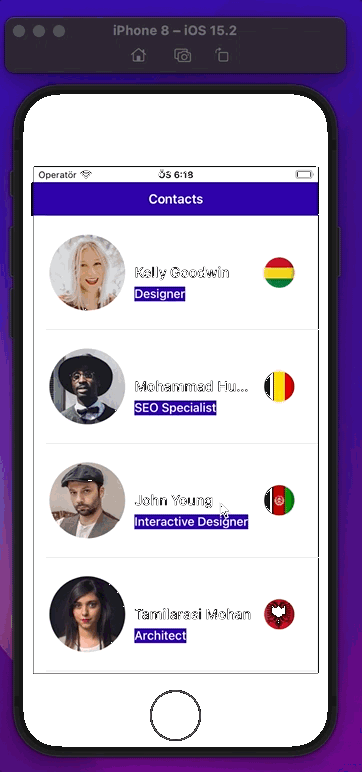 iPhone 8 – iOS 15.2
Operatör
ÖS 6:18
Contacts
Kelly Goodwin
Designer
Mohammad Hu...
SEO Specialist
John Young
Interactive Designer
Tamilarasi Mohan
Architect